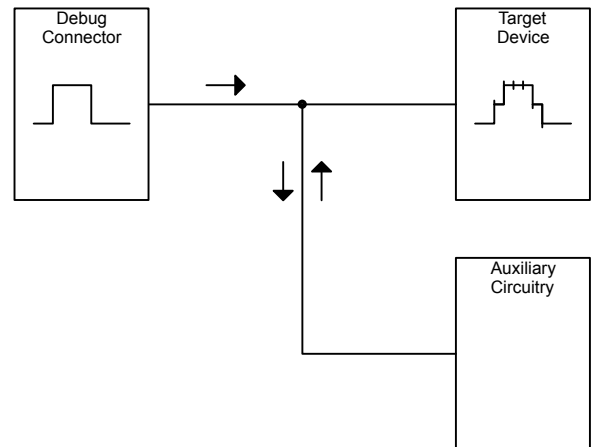 Debug
Connector
Target
Device
Auxiliary
Circuitry